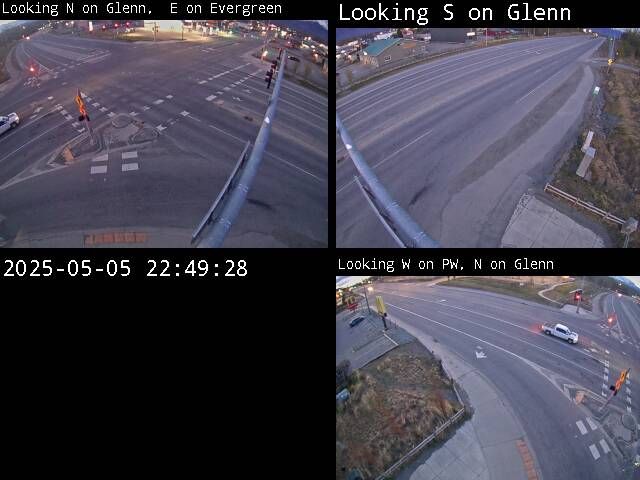 Looking N on Glenn, E on Evergreen
Looking S on Glenn
2025-05-05 22:49:28
Looking W on PW, N on Glenn